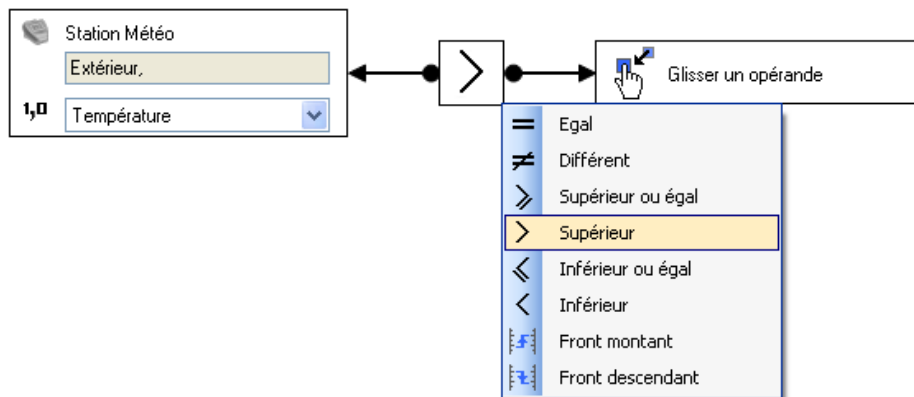 Station Météo
Extérieur,
1,0
Température
>
Glisser un opérande
= Egal
≠ Différent
Supérieur ou égal
> Supérieur
Inférieur ou égal
< Inférieur
Front montant
Front descendant